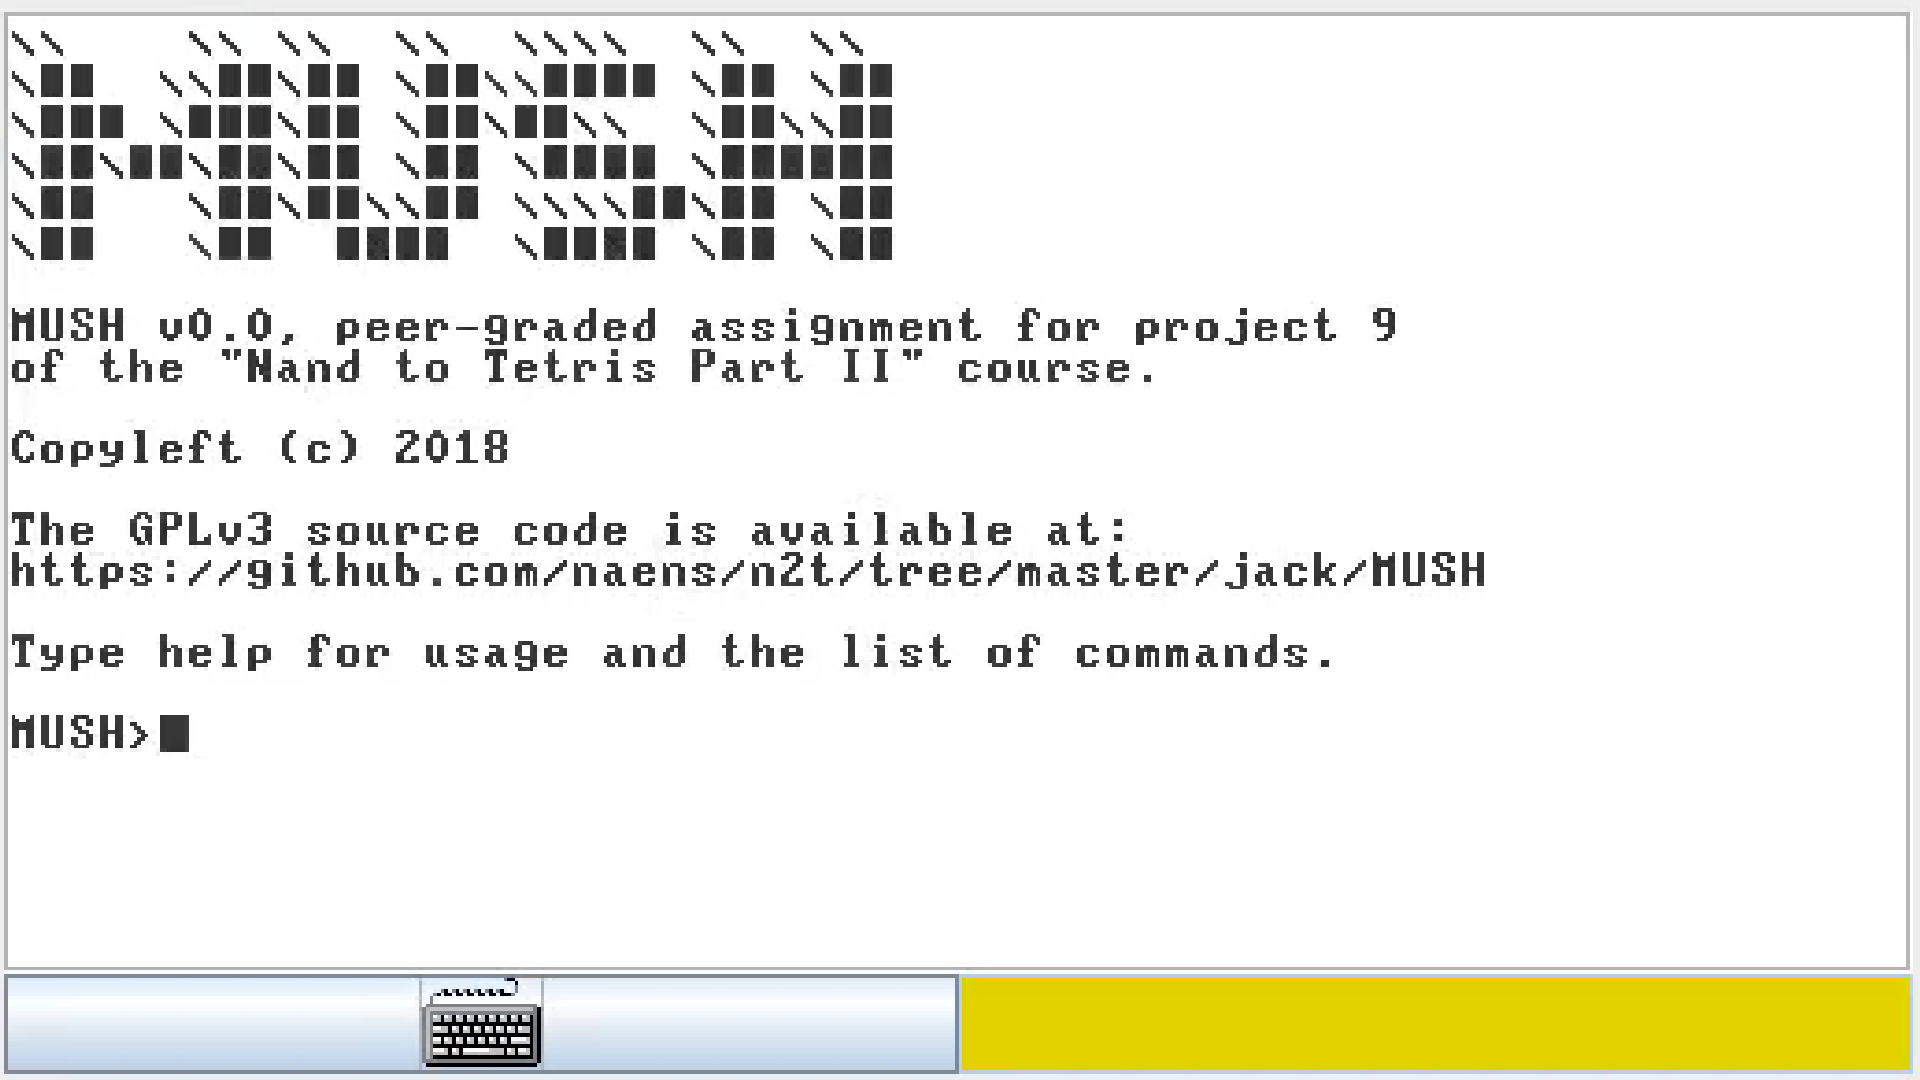 MUSH
MUSH v0.0, peer-graded assignment for project 9
of the "Nand to Tetris Part II" course.
Copyleft (c) 2018
The GPLv3 source code is available at:
https://github.com/naens/n2t/tree/master/jack/MUSH
Type help for usage and the list of commands.
MUSH>